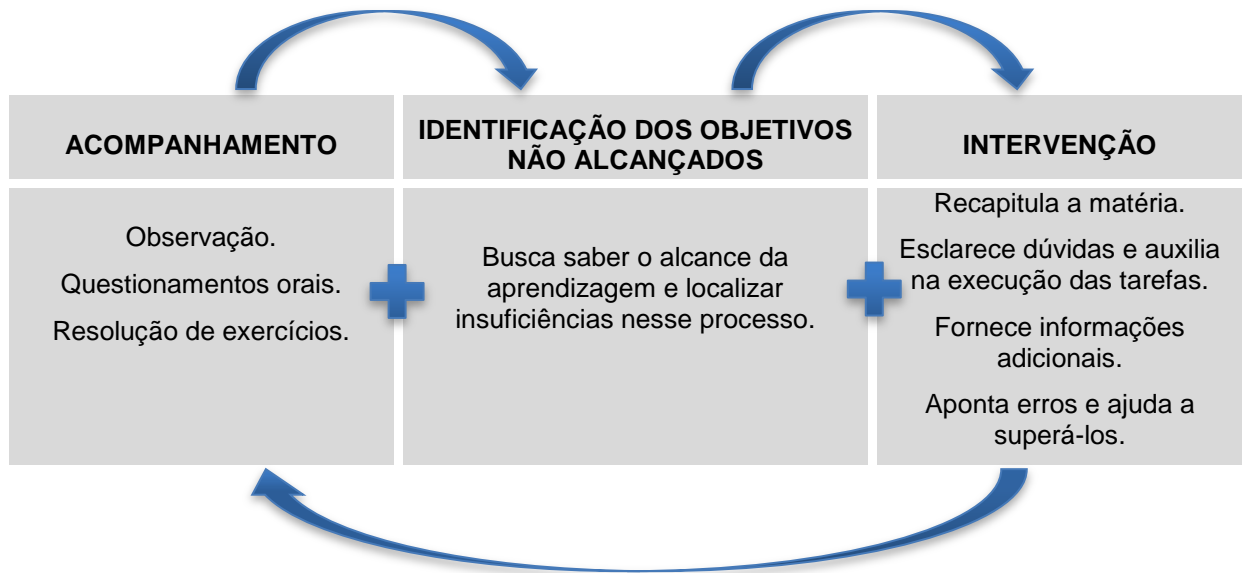 ACOMPANHAMENTO
IDENTIFICAÇÃO DOS OBJETIVOS
NÃO ALCANÇADOS
INTERVENÇÃO
Observação.
Questionamentos orais.
Resolução de exercícios.
Busca saber o alcance da
aprendizagem e localizar
insuficiências nesse processo.
Recapitula a matéria.
Esclarece dúvidas e auxilia
na execução das tarefas.
Fornece informações
adicionais.
Aponta erros e ajuda a
superá-los.